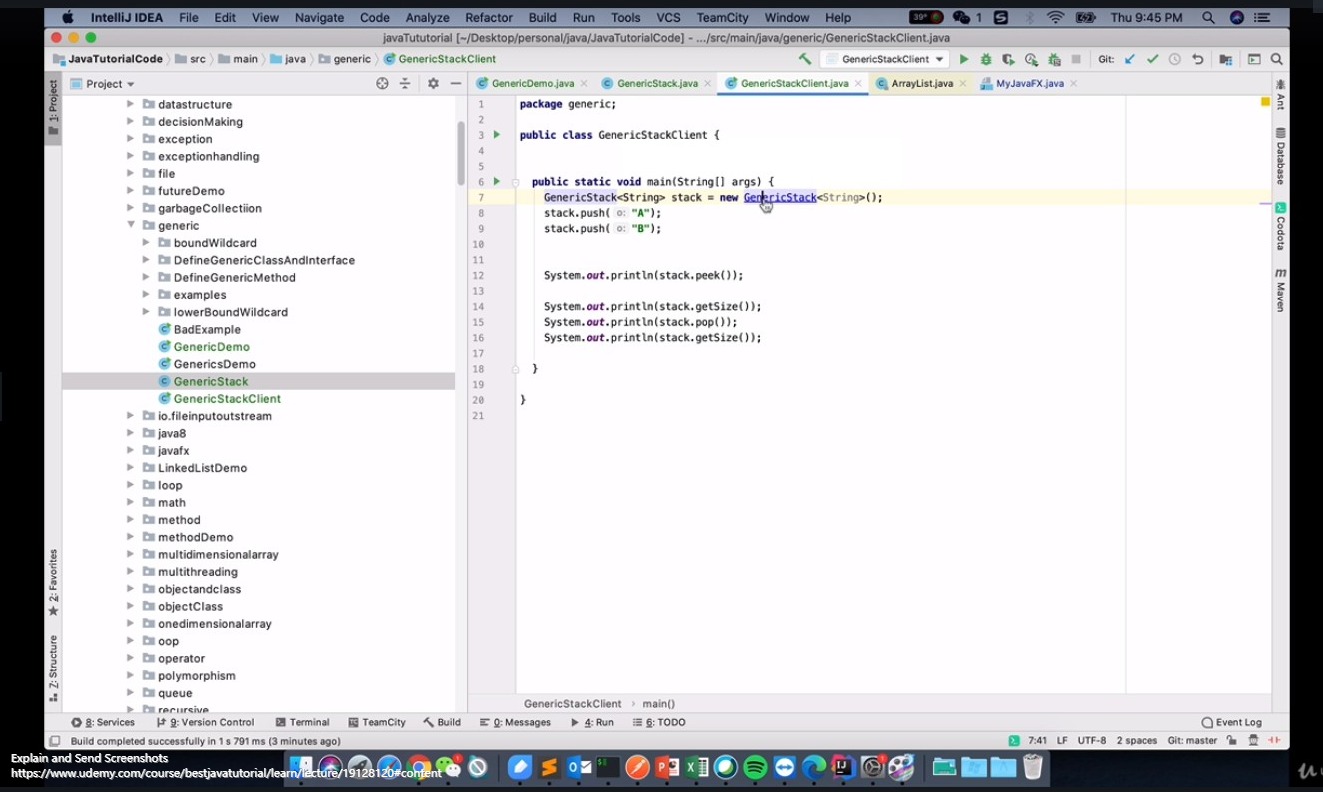 IntelliJ IDEA File Edit View Navigate Code Analyze Refactor Build Run Tools VCS TeamCity Window Help 39° 1 Thu 9:45 PM
javaTututorial [~/Desktop/personal/java/JavaTutorialCode] - .../src/main/java/generic/GenericStackClient.java
JavaTutorialCode src main java generic GenericStackClient GenericStackClient Git:
1: Project
Project
GenericDemo.java GenericStack.java GenericStackClient.java ArrayList.java MyJavaFX.java
datastructure
decisionMaking
exception
exceptionhandling
file
futureDemo
garbageCollectiion
generic
boundWildcard
DefineGenericClassAndInterface
DefineGenericMethod
examples
lowerBoundWildcard
BadExample
GenericDemo
GenericsDemo
GenericStack
GenericStackClient
io.fileinputoutstream
java8
javafx
LinkedListDemo
loop
math
method
methodDemo
multidimensionalarray
multithreading
objectandclass
objectClass
onedimensionalarray
oop
operator
polymorphism
queue
recursive
2: Favorites
Z: Structure
1 package generic;
2
3 public class GenericStackClient {
4
5
6 public static void main(String[] args) {
7 GenericStack<String> stack = new GenericStack<String>();
8 stack.push( o: "A");
9 stack.push( o: "B");
10
11
12 System.out.println(stack.peek());
13
14 System.out.println(stack.getSize());
15 System.out.println(stack.pop());
16 System.out.println(stack.getSize());
17
18 }
19
20 }
21
Ant
Database
Codota
m Maven
GenericStackClient › main()
8: Services 9: Version Control Terminal TeamCity Build 0: Messages 4: Run 6: TODO Event Log
Build completed successfully in 1 s 791 ms (3 minutes ago) 7:41 LF UTF-8 2 spaces Git: master
Explain and Send Screenshots
https://www.udemy.com/course/bestjavatutorial/learn/lecture/19128120#content